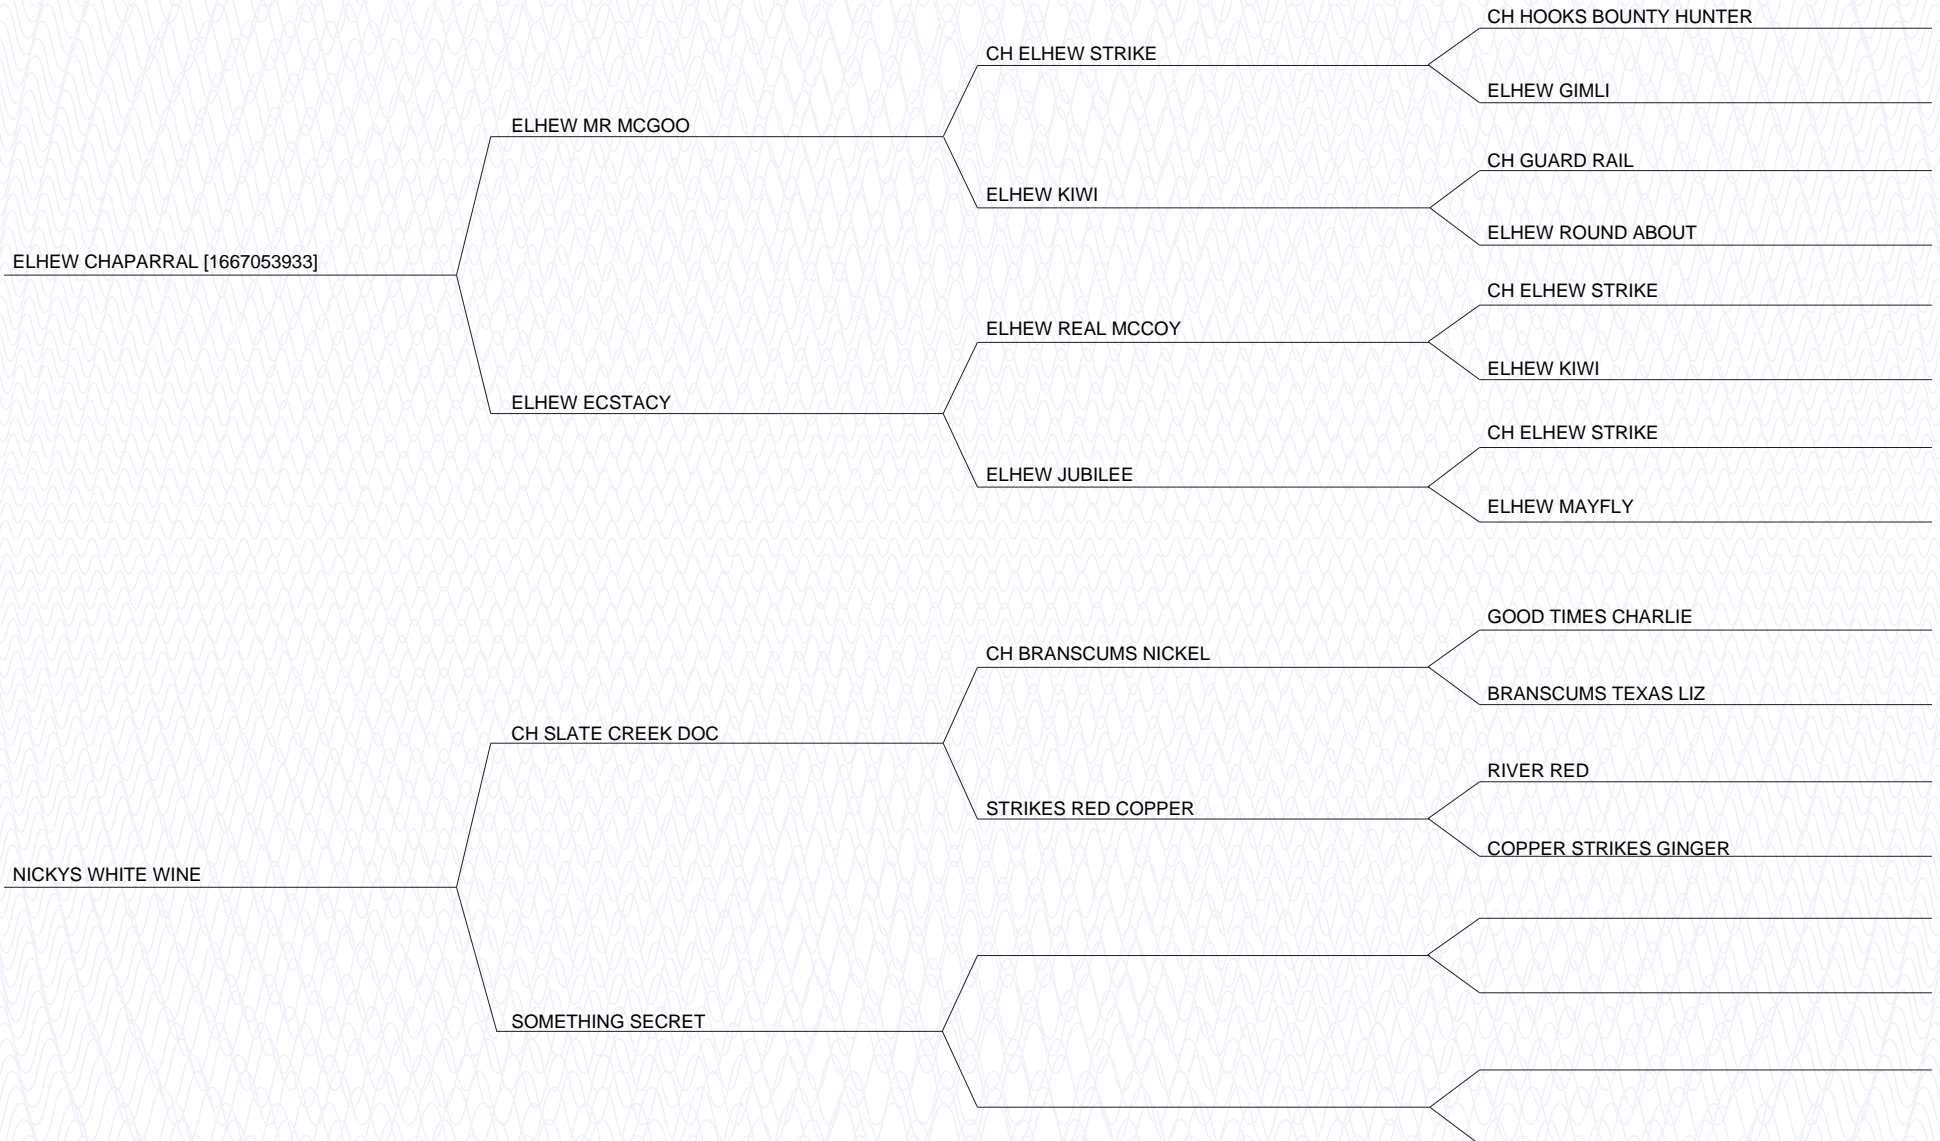 CH HOOKS BOUNTY HUNTER
CH ELHEW STRIKE
ELHEW GIMLI
ELHEW MR MCGOO
CH GUARD RAIL
ELHEW KIWI
ELHEW ROUND ABOUT
ELHEW CHAPARRAL [1667053933]
CH ELHEW STRIKE
ELHEW REAL MCCOY
ELHEW KIWI
ELHEW ECSTACY
CH ELHEW STRIKE
ELHEW JUBILEE
ELHEW MAYFLY
GOOD TIMES CHARLIE
CH BRANSCUMS NICKEL
BRANSCUMS TEXAS LIZ
CH SLATE CREEK DOC
RIVER RED
STRIKES RED COPPER
COPPER STRIKES GINGER
NICKYS WHITE WINE
SOMETHING SECRET